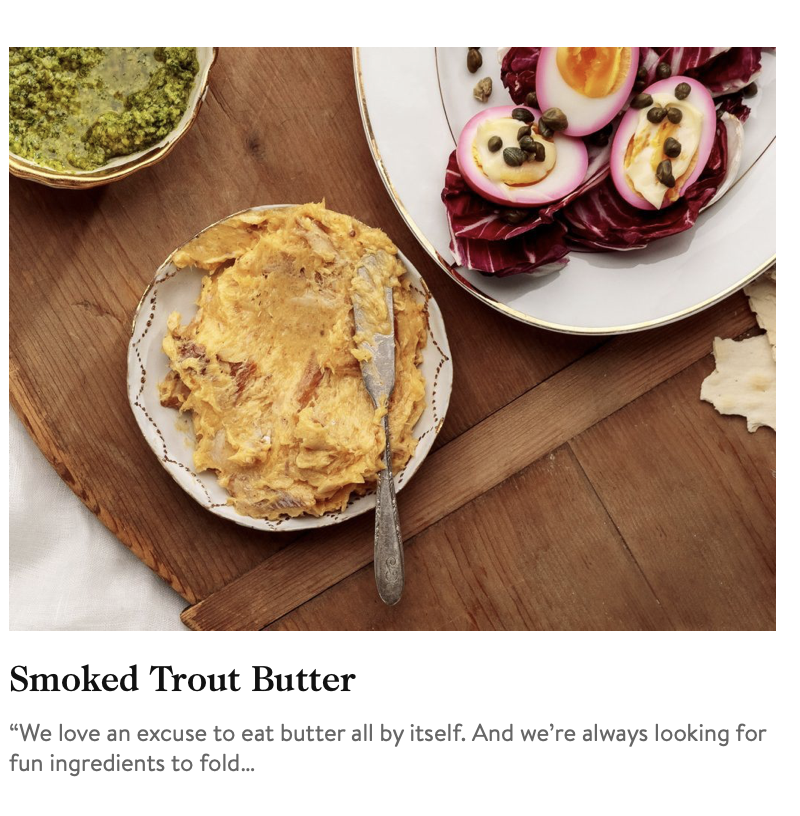 Smoked Trout Butter
“We love an excuse to eat butter all by itself. And we’re always looking for
fun ingredients to fold...